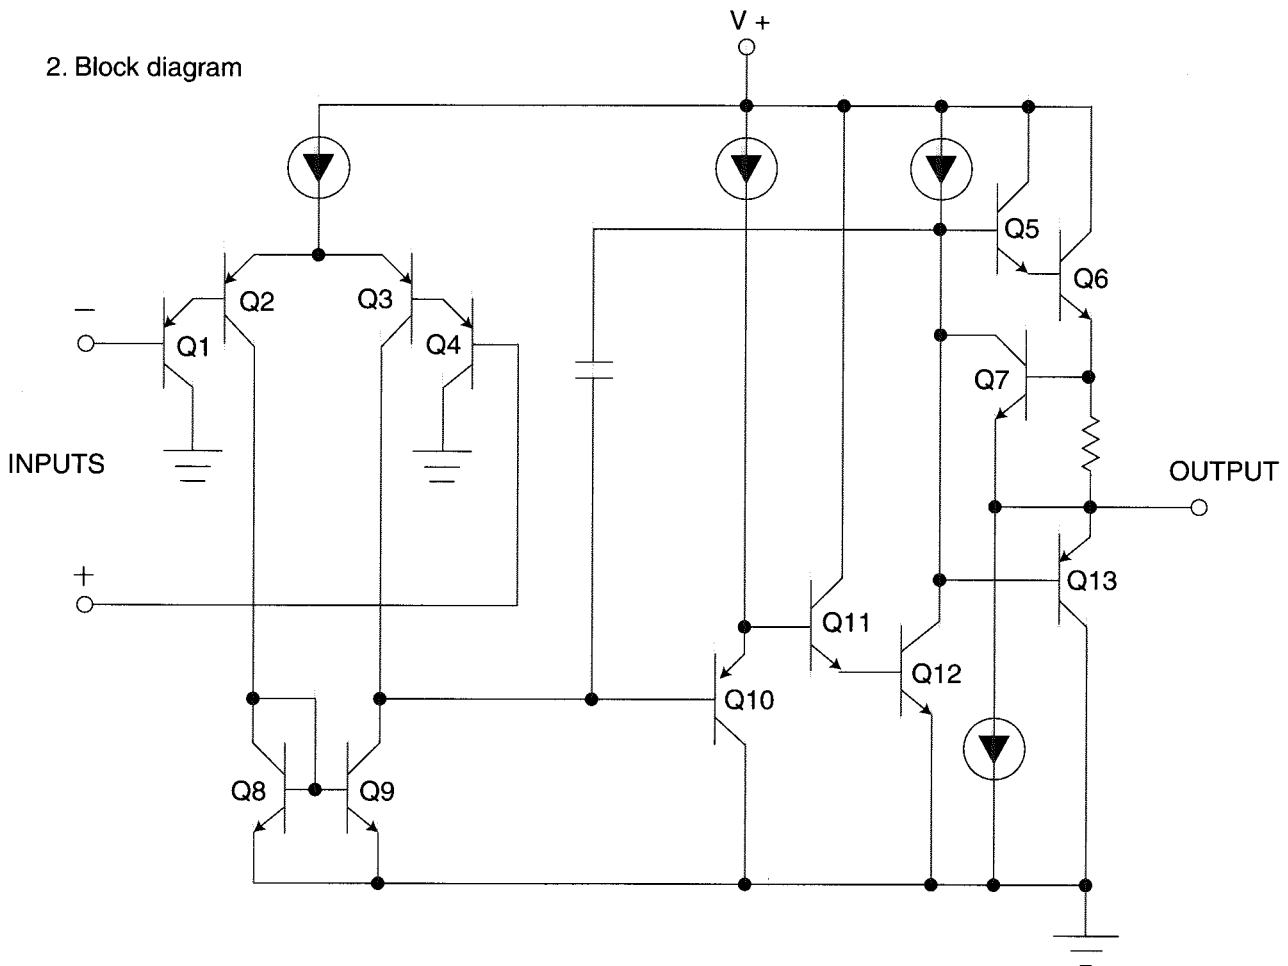 V +
2. Block diagram
Q5
Q6
Q2
Q3
−
Q1
Q4
Q7
INPUTS
OUTPUT
+
Q13
Q11
Q12
Q10
Q8
Q9